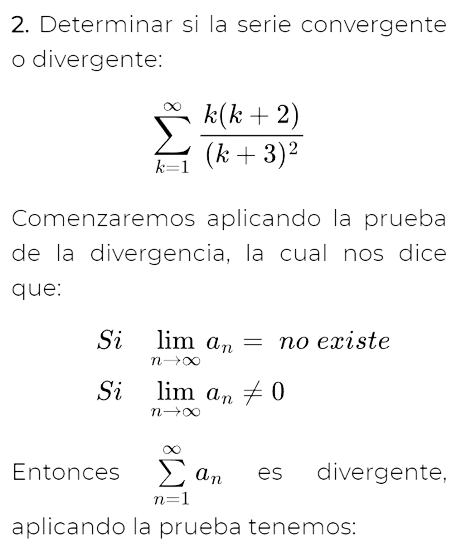 2. Determinar si la serie convergente
o divergente:
\sum_{k=1}^{\infty} \frac{k(k+2)}{(k+3)^2}
Comenzaremos aplicando la prueba
de la divergencia, la cual nos dice
que:
Si \lim_{n \to \infty} a_n = no existe
Si \lim_{n \to \infty} a_n \neq 0
Entonces \sum_{n=1}^{\infty} a_n es divergente,
aplicando la prueba tenemos: